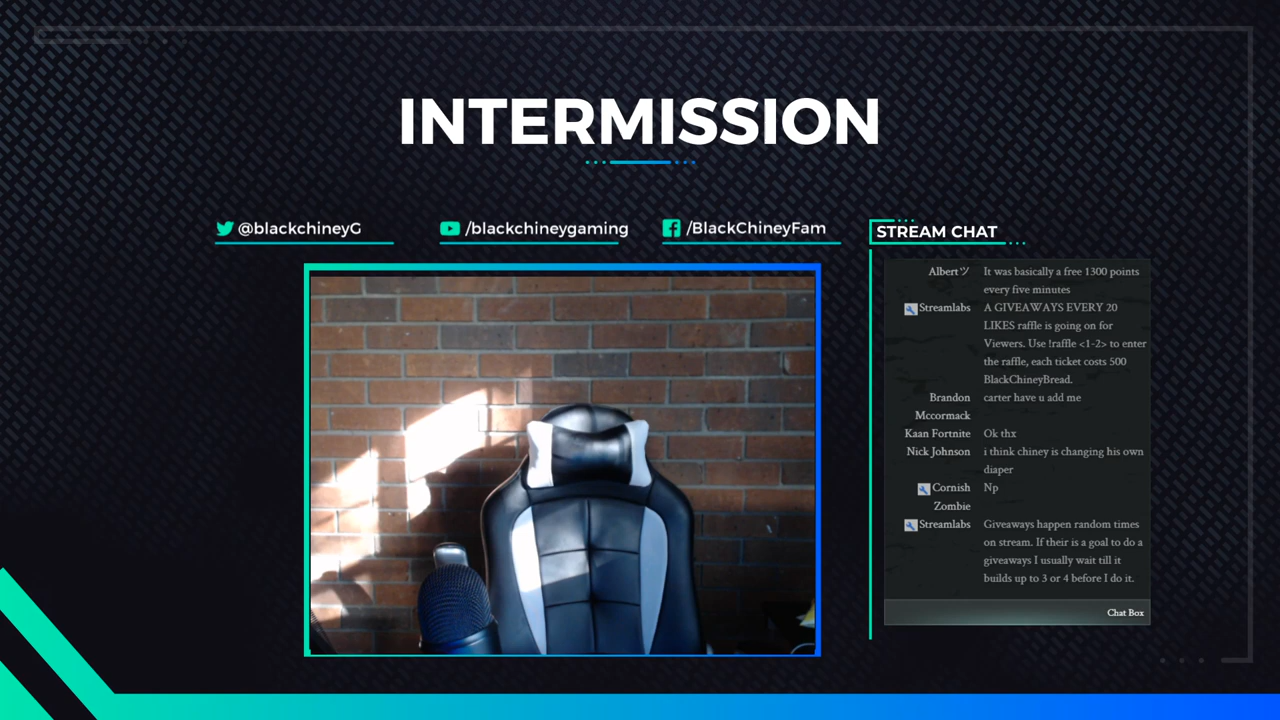 INTERMISSION
@blackchineyG
/blackchineygaming
/BlackChineyFam
STREAM CHAT
Albertツ It was basically a free 1300 points
every five minutes
Streamlabs A GIVEAWAYS EVERY 20
LIKES raffle is going on for
Viewers. Use !raffle <1-2> to enter
the raffle, each ticket costs 500
BlackChineyBread.
Brandon carter have u add me
Mccormack
Kaan Fortnite Ok thx
Nick Johnson i think chiney is changing his own
diaper
Cornish Np
Zombie
Streamlabs Giveaways happen random times
on stream. If their is a goal to do a
giveaways I usually wait till it
builds up to 3 or 4 before I do it.
Chat Box